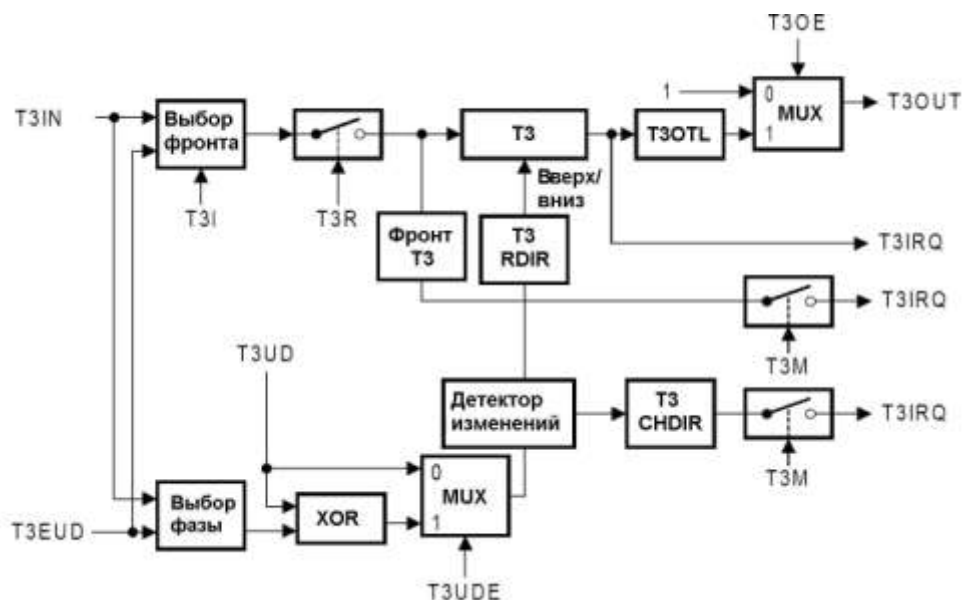 T3OE
T3IN
Выбор
фронта
T3
1
0
1
MUX
T3OUT
T3OTL
Вверх/
вниз
T3I
T3R
Фронт
T3
T3
RDIR
T3IRQ
T3IRQ
T3M
T3UD
Детектор
изменений
T3
CHDIR
T3IRQ
T3M
0
1
MUX
Выбор
фазы
XOR
T3EUD
T3UDE